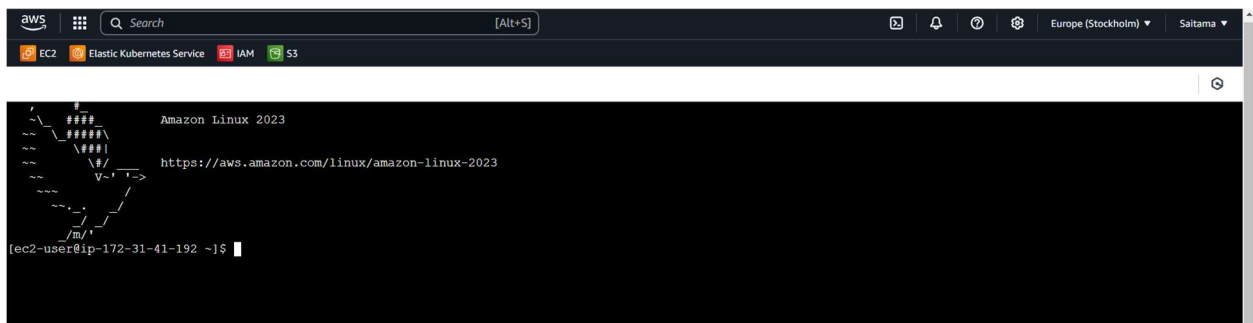 aws Search [Alt+S] Europe (Stockholm) ▼ Saitama ▼
EC2 Elastic Kubernetes Service IAM S3
   ,     #_
   ~\_  ####_        Amazon Linux 2023
  ~~  \_#####\
  ~~     \###|
  ~~       \#/ ___   https://aws.amazon.com/linux/amazon-linux-2023
   ~~       V~' '->
    ~~~         /
      ~~._.   _/
         _/ _/
       _/m/'
[ec2-user@ip-172-31-41-192 ~]$